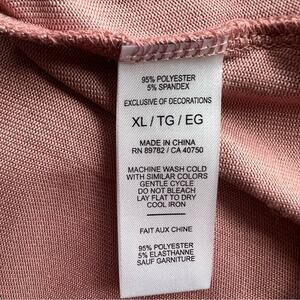 95% POLYESTER
5% SPANDEX
EXCLUSIVE OF DECORATIONS
XL / TG / EG
MADE IN CHINA
RN 89782 / CA 40750
MACHINE WASH COLD
WITH SIMILAR COLORS
GENTLE CYCLE
DO NOT BLEACH
LAY FLAT TO DRY
COOL IRON
FAIT AUX CHINE
95% POLYESTER
5% ELASTHANNE
SAUF GARNITURE